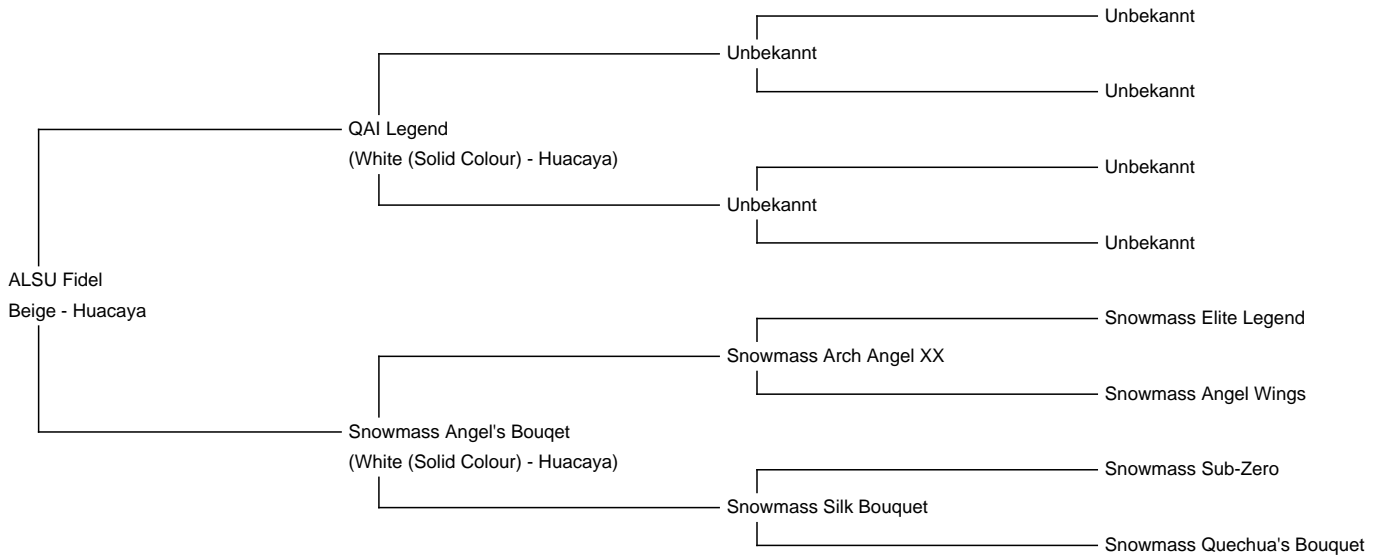 Unbekannt
Unbekannt
Unbekannt
QAI Legend
(White (Solid Colour) - Huacaya)
Unbekannt
Unbekannt
Unbekannt
ALSU Fidel
Beige - Huacaya
Snowmass Elite Legend
Snowmass Arch Angel XX
Snowmass Angel Wings
Snowmass Angel's Bouqet
(White (Solid Colour) - Huacaya)
Snowmass Sub-Zero
Snowmass Silk Bouquet
Snowmass Quechua's Bouquet